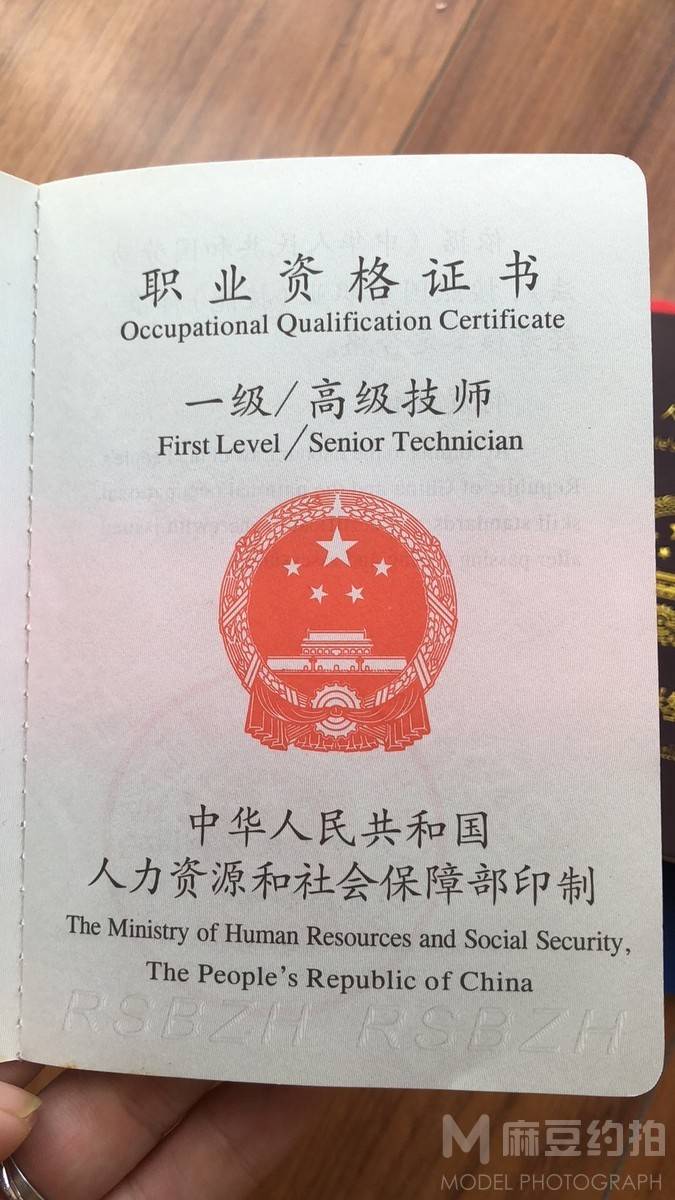 职业资格证书
Occupational Qualification Certificate
一级/高级技师
First Level/Senior Technician
中华人民共和国
人力资源和社会保障部印制
The Ministry of Human Resources and Social Security,
The People's Republic of China
RSBZH RSBZH
麻豆约拍
MODEL PHOTOGRAPH